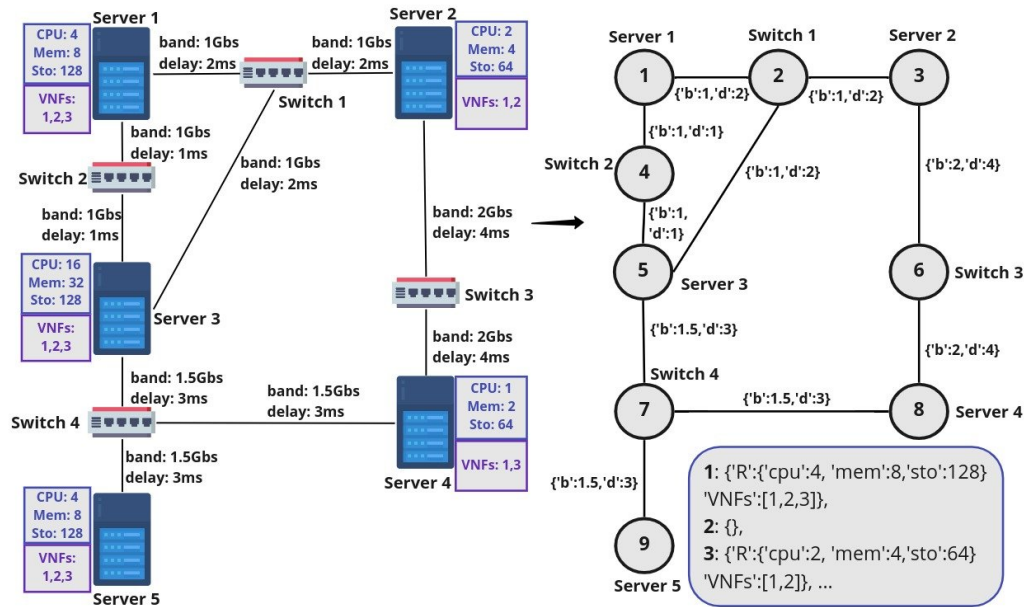 Server 1
CPU: 4
Mem: 8
Sto: 128
VNFs:
1,2,3
band: 1Gbs
delay: 2ms
band: 1Gbs
delay: 2ms
Switch 1
Server 2
CPU: 2
Mem: 4
Sto: 64
VNFs: 1,2
band: 1Gbs
delay: 1ms
Switch 2
band: 1Gbs
delay: 2ms
band: 1Gbs
delay: 1ms
band: 2Gbs
delay: 4ms
Switch 3
CPU: 16
Mem: 32
Sto: 128
VNFs:
1,2,3
Server 3
band: 2Gbs
delay: 4ms
band: 1.5Gbs
delay: 3ms
band: 1.5Gbs
delay: 3ms
Switch 4
CPU: 1
Mem: 2
Sto: 64
VNFs: 1,3
Server 4
band: 1.5Gbs
delay: 3ms
CPU: 4
Mem: 8
Sto: 128
VNFs:
1,2,3
Server 5
Server 1
1
Switch 1
2
Server 2
3
{'b':1,'d':2}
{'b':1,'d':2}
{'b':1,'d':1}
Switch 2
4
{'b':1,'d':2}
{'b':2,'d':4}
{'b':1,
'd':1}
5
Server 3
6
Switch 3
{'b':1.5,'d':3}
{'b':2,'d':4}
Switch 4
7
{'b':1.5,'d':3}
8
Server 4
{'b':1.5,'d':3}
9
Server 5
1: {'R':{'cpu':4, 'mem':8,'sto':128}
'VNFs':[1,2,3]},
2: {},
3: {'R':{'cpu':2, 'mem':4,'sto':64}
'VNFs':[1,2]}, ...